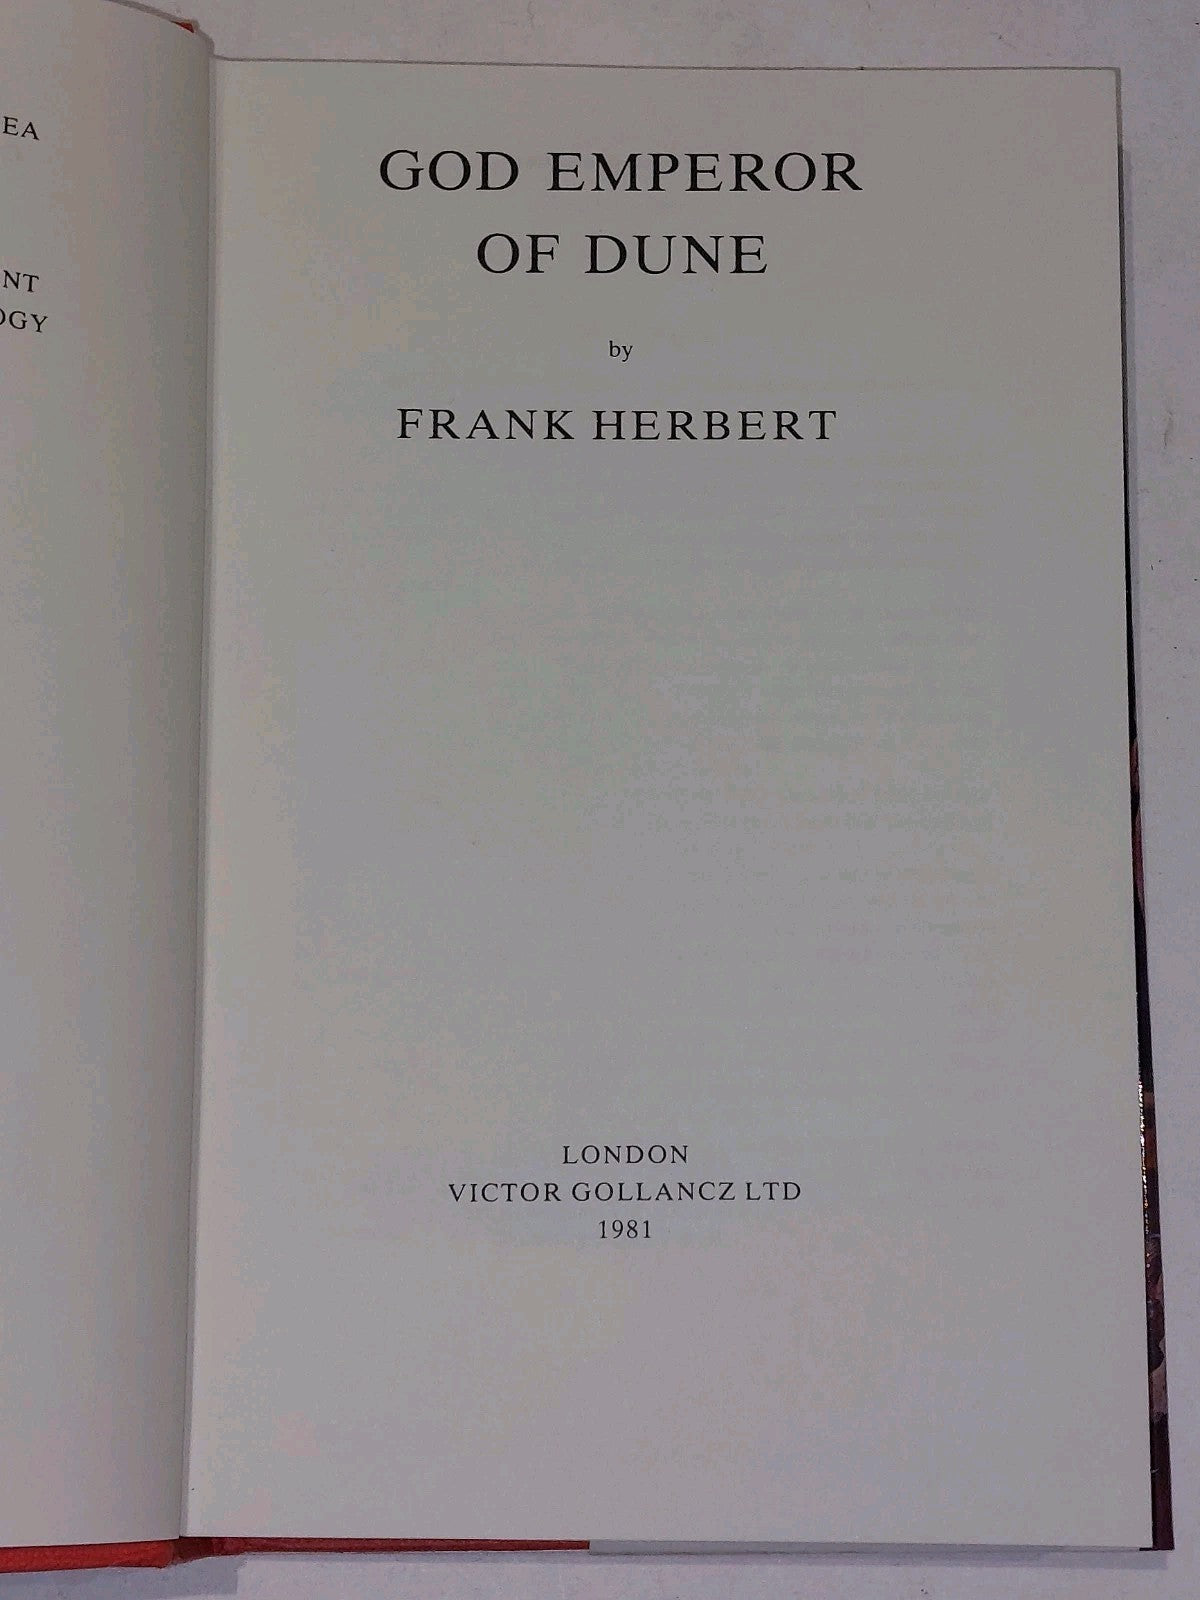 GOD EMPEROR
OF DUNE
by
FRANK HERBERT
LONDON
VICTOR GOLLANCZ LTD
1981